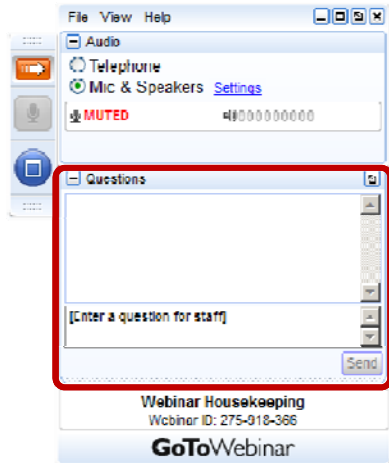 File View Help
Audio
Telephone
Mic & Speakers Settings
MUTED
Questions
[Enter a question for staff]
Send
Webinar Housekeeping
Webinar ID: 275-918-366
GoToWebinar